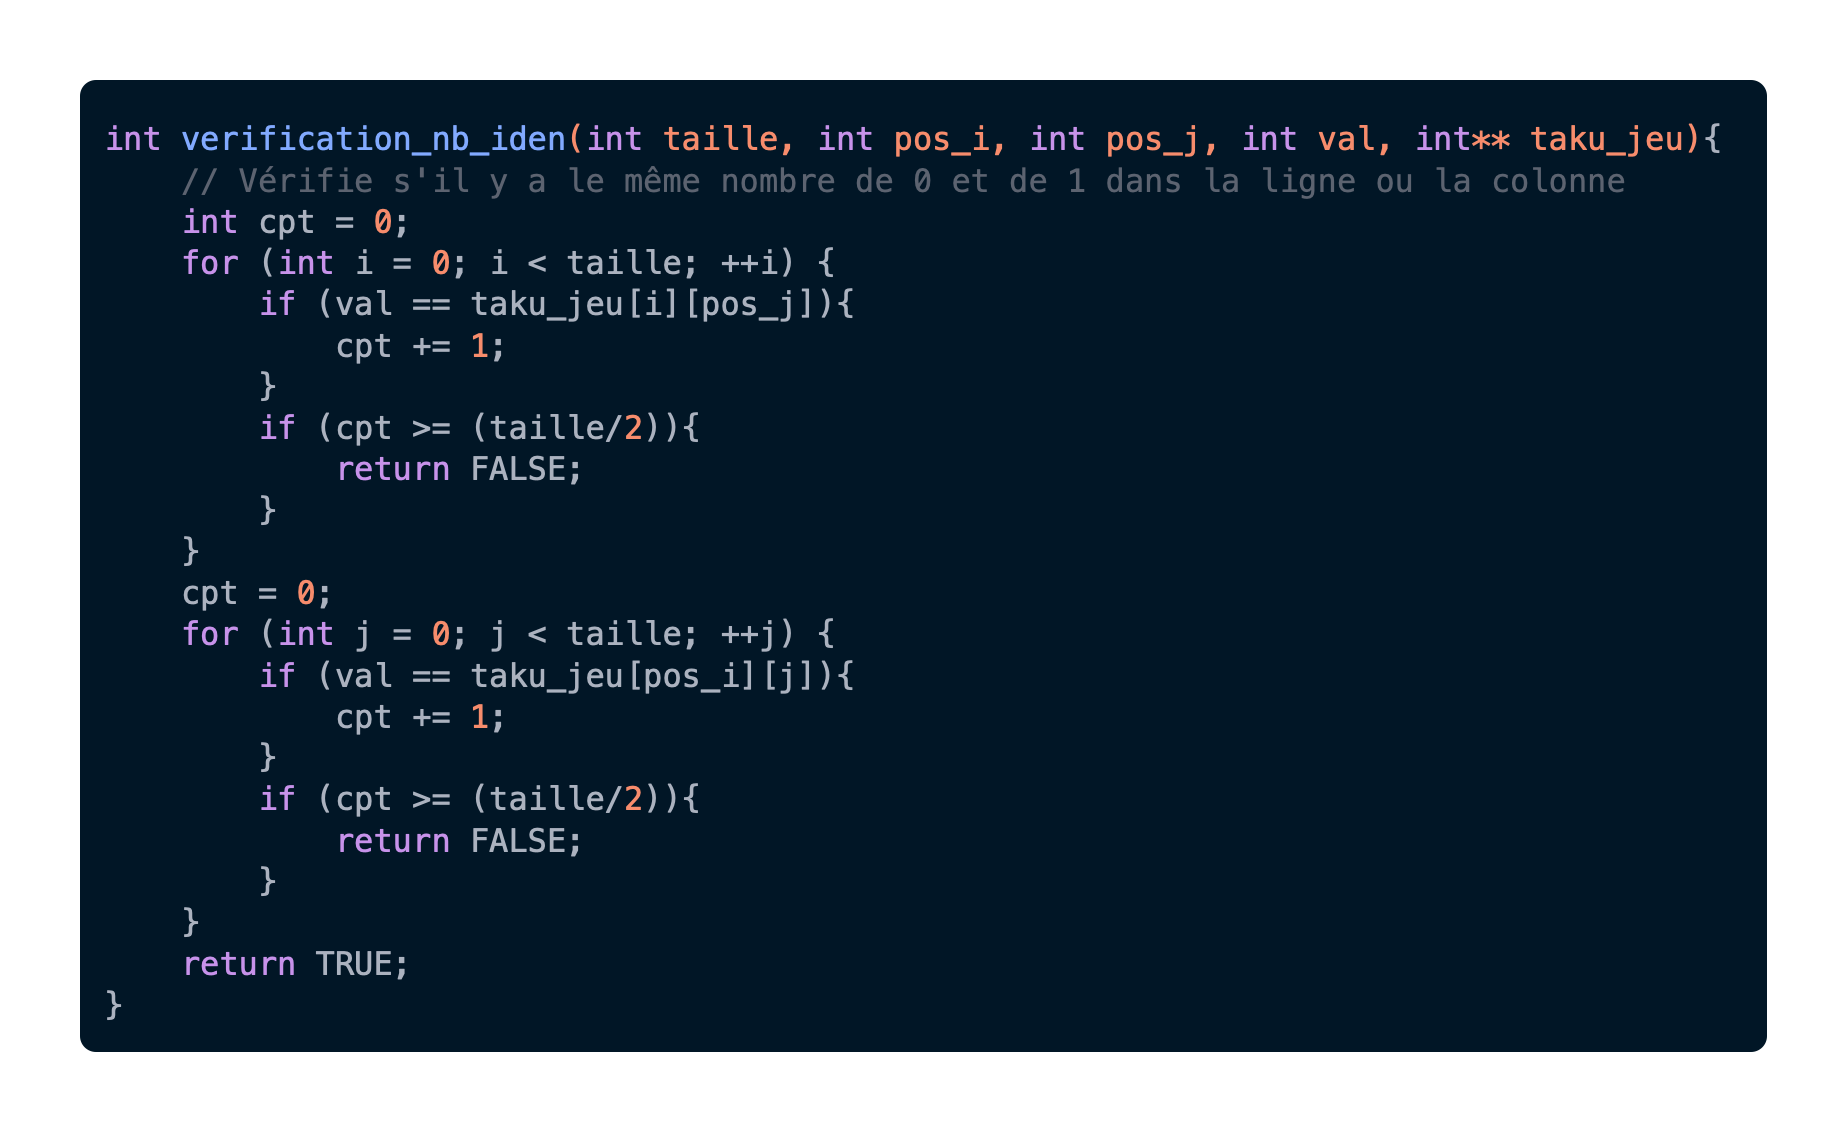 int verification_nb_iden(int taille, int pos_i, int pos_j, int val, int** taku_jeu){
    // Vérifie s'il y a le même nombre de 0 et de 1 dans la ligne ou la colonne
    int cpt = 0;
    for (int i = 0; i < taille; ++i) {
        if (val == taku_jeu[i][pos_j]){
            cpt += 1;
        }
        if (cpt >= (taille/2)){
            return FALSE;
        }
    }
    cpt = 0;
    for (int j = 0; j < taille; ++j) {
        if (val == taku_jeu[pos_i][j]){
            cpt += 1;
        }
        if (cpt >= (taille/2)){
            return FALSE;
        }
    }
    return TRUE;
}